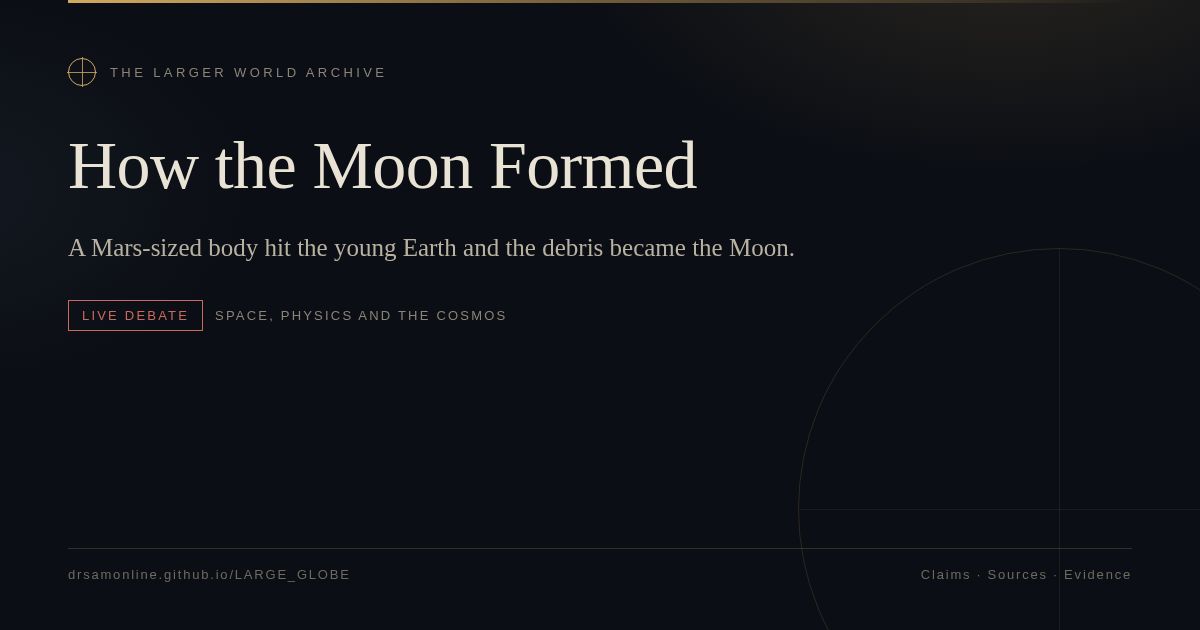 THE LARGER WORLD ARCHIVE
How the Moon Formed
A Mars-sized body hit the young Earth and the debris became the Moon.
LIVE DEBATE SPACE, PHYSICS AND THE COSMOS
drsamonline.github.io/LARGE_GLOBE Claims · Sources · Evidence